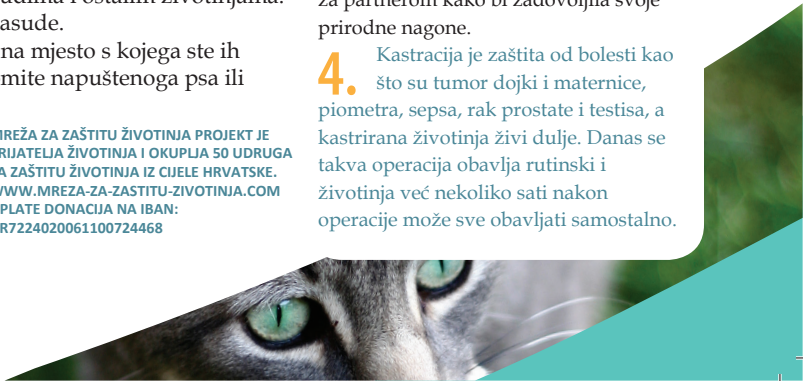 i ostalim životinjama.
asude.
na mjesto s kojega ste ih
mite napuštenoga psa ili
MREŽA ZA ZAŠTITU ŽIVOTINJA PROJEKT JE
RIJATELJA ŽIVOTINJA I OKUPLJA 50 UDRUGA
A ZAŠTITU ŽIVOTINJA IZ CIJELE HRVATSKE.
WWW.MREZA-ZA-ZASTITU-ZIVOTINJA.COM
PLATE DONACIJA NA IBAN:
R7224020061100724468
za partnerom kako bi zadovoljila svoje
prirodne nagone.
4. Kastracija je zaštita od bolesti kao
što su tumor dojki i maternice,
piometra, sepsa, rak prostate i testisa, a
kastrirana životinja živi dulje. Danas se
takva operacija obavlja rutinski i
životinja već nekoliko sati nakon
operacije može sve obavljati samostalno.